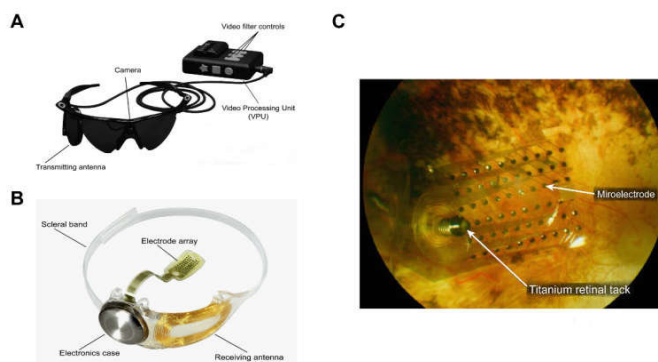 A
Video filter controls
Camera
Video Processing Unit
(VPU)
Transmitting antenna
B
Scleral band
Electrode array
Electronics case
Receiving antenna
C
Miroelectrode
Titanium retinal tack